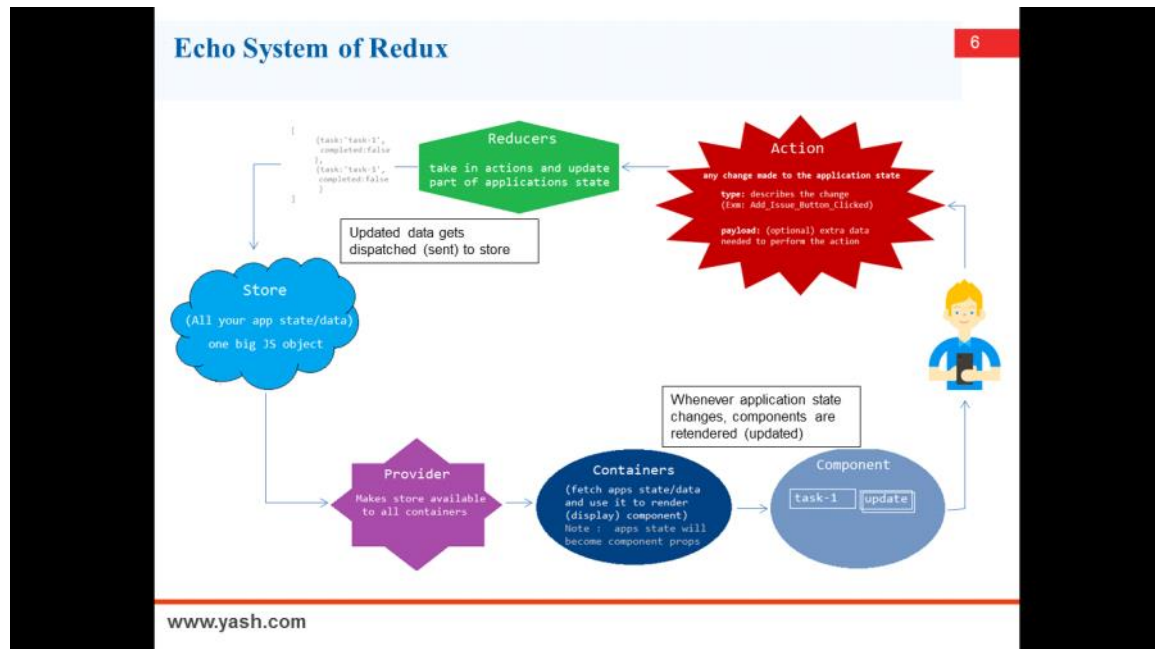 Echo System of Redux
6
[
{task:'task-1',
completed:false
},
{task:'task-1',
completed:false
}
]
Reducers
take in actions and update
part of applications state
Action
any change made to the application state
type: describes the change
(Exm: Add_Issue_Button_Clicked)
payload: (optional) extra data
needed to perform the action
Updated data gets
dispatched (sent) to store
Store
(All your app state/data)
one big JS object
Whenever application state
changes, components are
retendered (updated)
Provider
Makes store available
to all containers
Containers
(fetch apps state/data
and use it to render
(display) component)
Note : apps state will
become component props
Component
task-1
update
www.yash.com